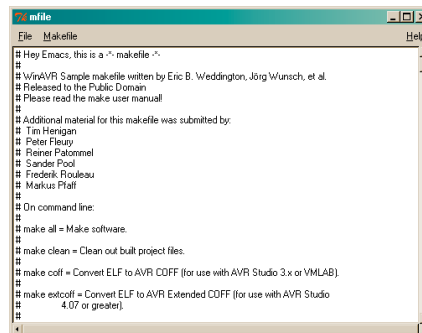 mfile
File Makefile Help
# Hey Emacs, this is a -*- makefile -*-
#
# WinAVR Sample makefile written by Eric B. Weddington, Jörg Wunsch, et al.
# Released to the Public Domain
# Please read the make user manual!
#
# Additional material for this makefile was submitted by:
# Tim Henigan
# Peter Fleury
# Reiner Patommel
# Sander Pool
# Frederik Rouleau
# Markus Pfaff
#
# On command line:
#
# make all = Make software.
#
# make clean = Clean out built project files.
#
# make coff = Convert ELF to AVR COFF (for use with AVR Studio 3.x or VMLAB).
#
# make extcoff = Convert ELF to AVR Extended COFF (for use with AVR Studio
# 4.07 or greater).
#